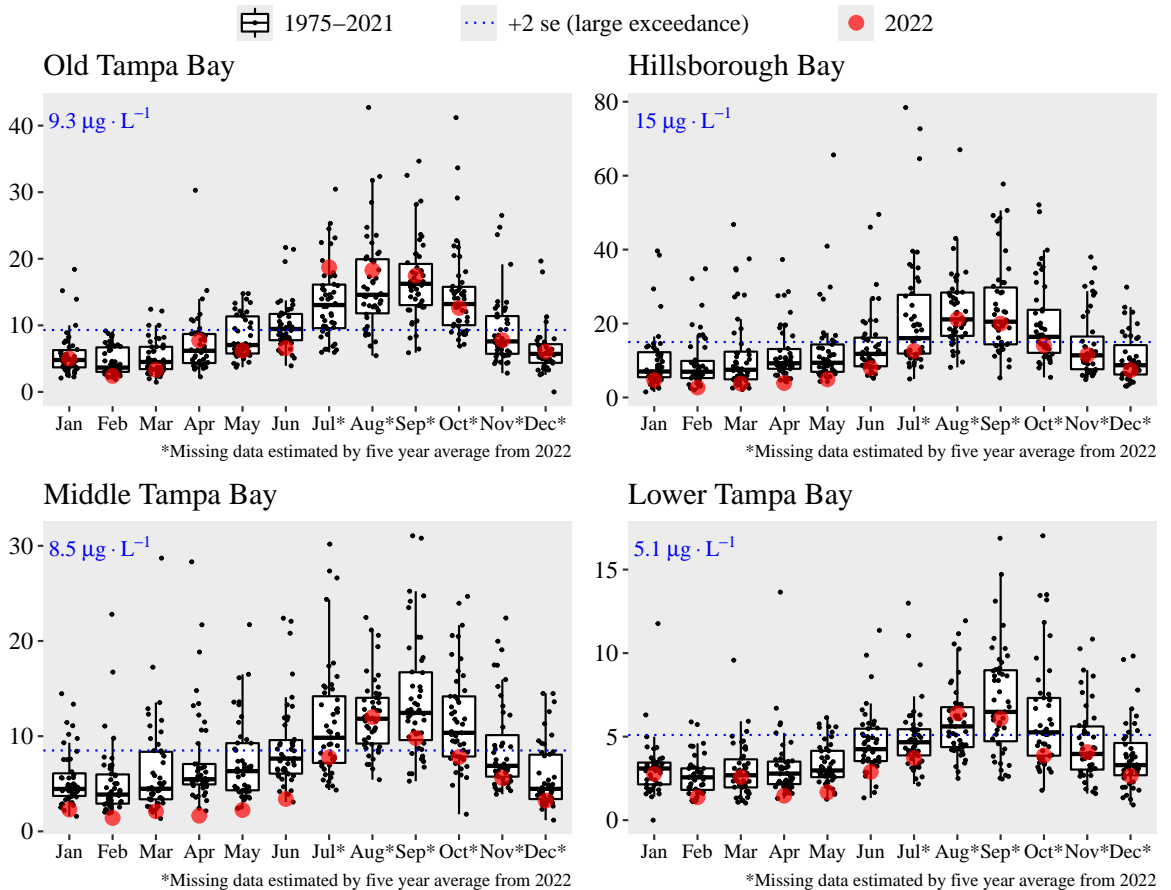 1975–2021 +2 se (large exceedance) 2022
Old Tampa Bay
9.3 μg · L⁻¹
40
30
20
10
0
Jan Feb Mar Apr May Jun Jul* Aug* Sep* Oct* Nov* Dec*
*Missing data estimated by five year average from 2022
Hillsborough Bay
15 μg · L⁻¹
80
60
40
20
0
Jan Feb Mar Apr May Jun Jul* Aug* Sep* Oct* Nov* Dec*
*Missing data estimated by five year average from 2022
Middle Tampa Bay
8.5 μg · L⁻¹
30
20
10
0
Jan Feb Mar Apr May Jun Jul* Aug* Sep* Oct* Nov* Dec*
*Missing data estimated by five year average from 2022
Lower Tampa Bay
5.1 μg · L⁻¹
15
10
5
0
Jan Feb Mar Apr May Jun Jul* Aug* Sep* Oct* Nov* Dec*
*Missing data estimated by five year average from 2022